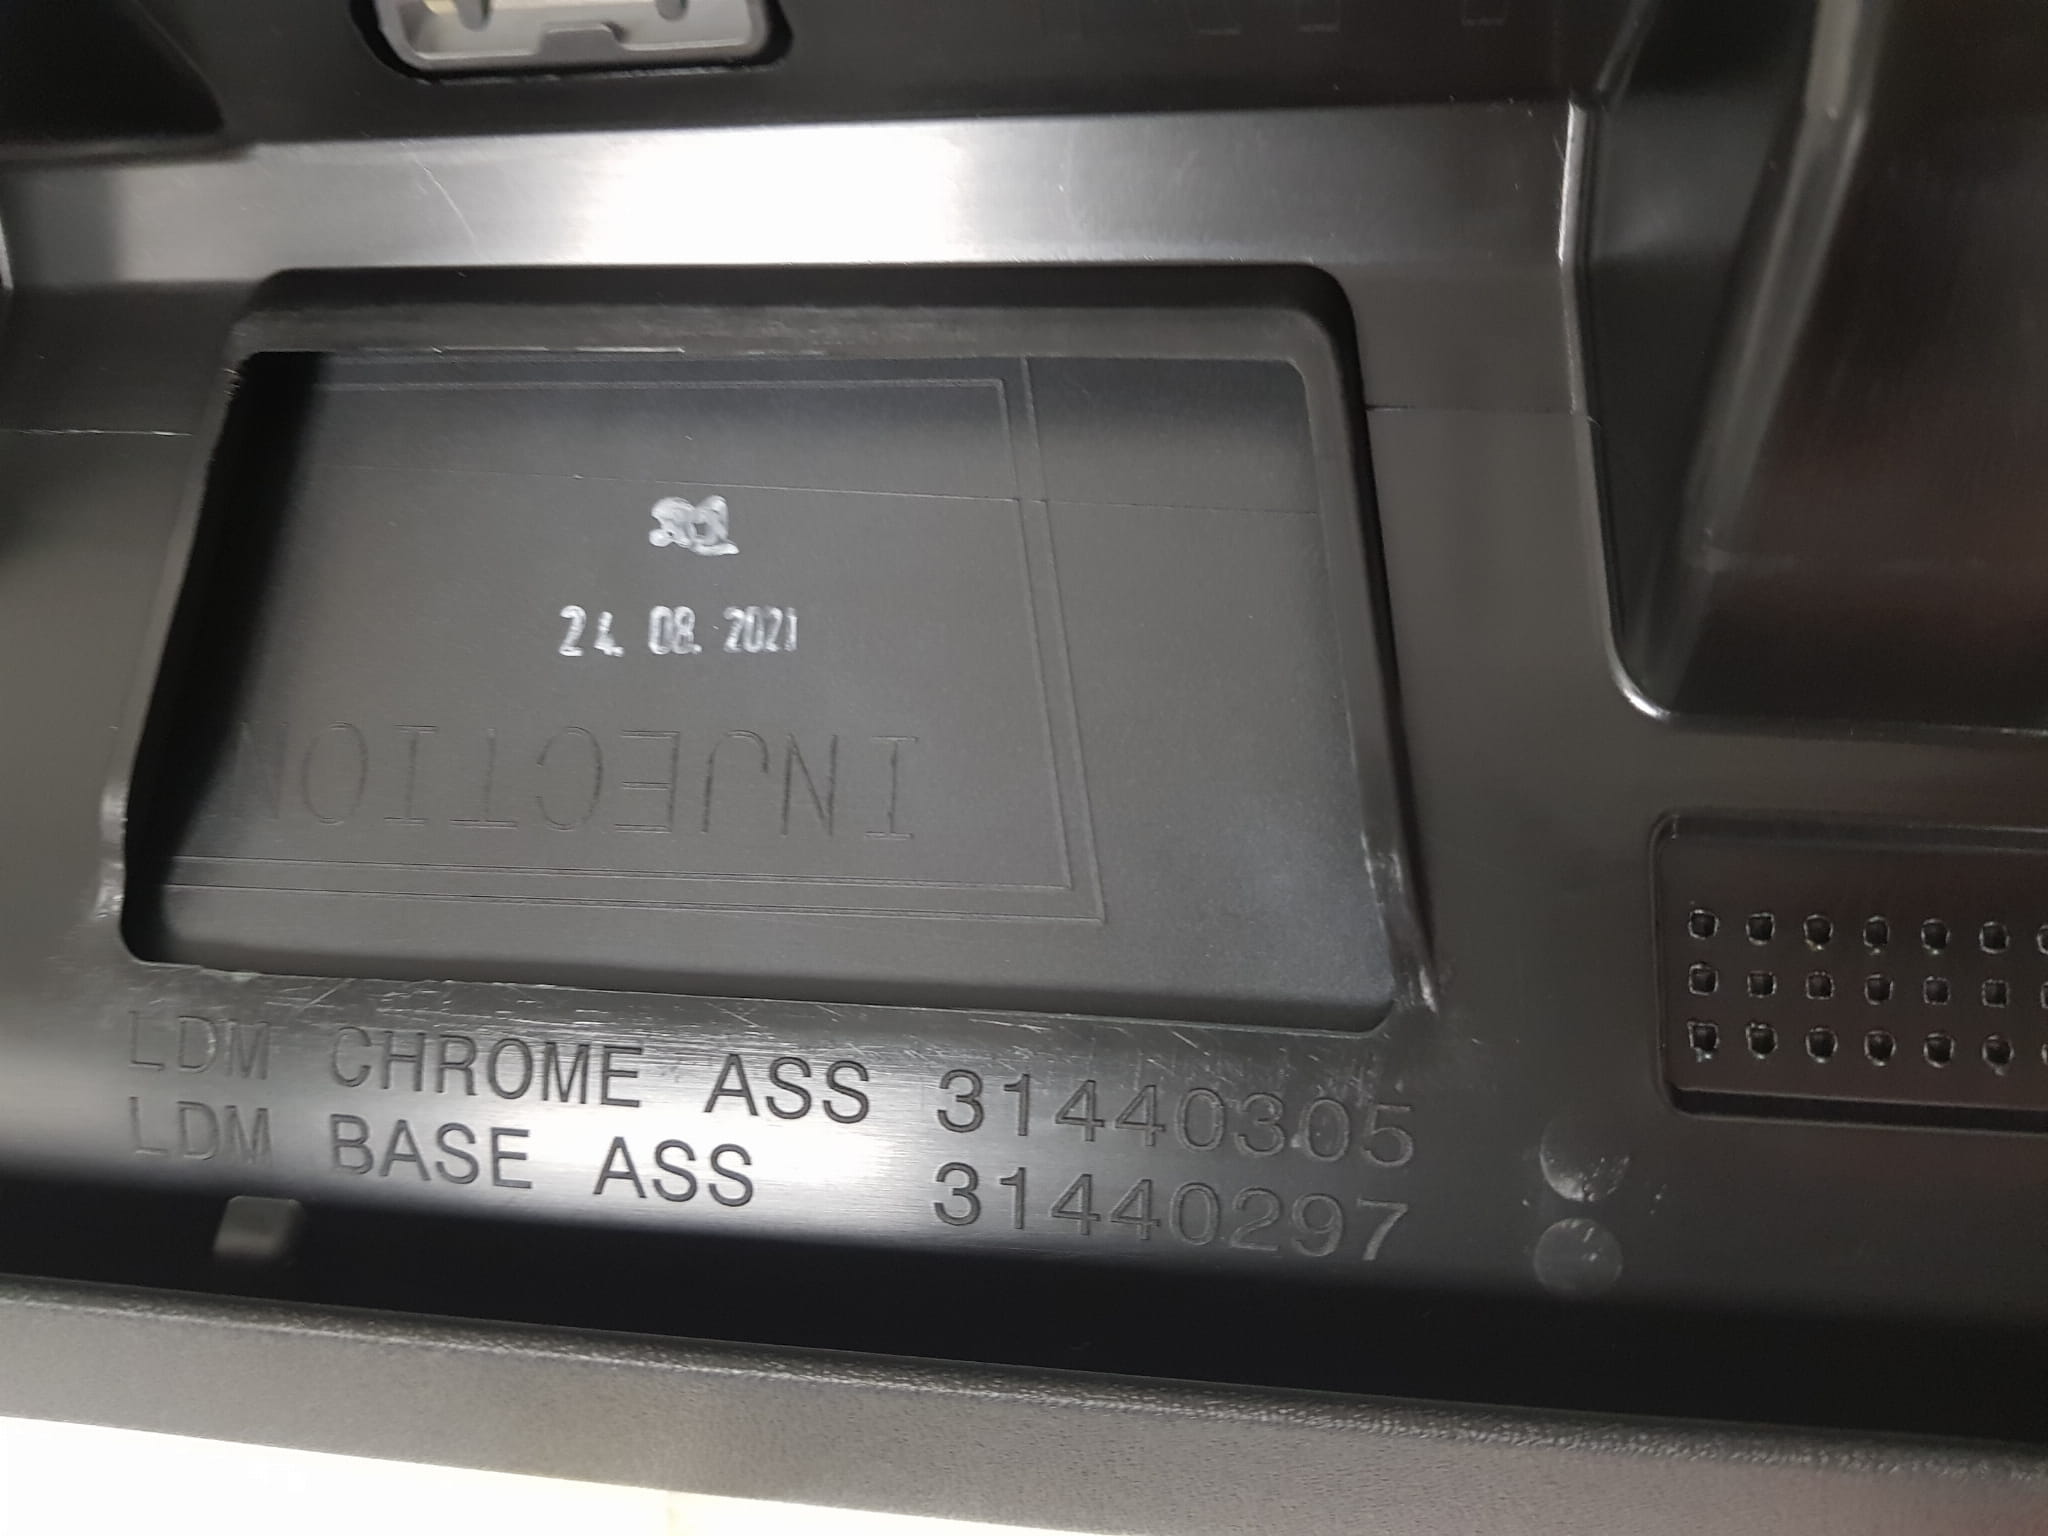 24. 08. 2021
INJECTION
LDM CHROME ASS 31440305
LDM BASE ASS 31440297